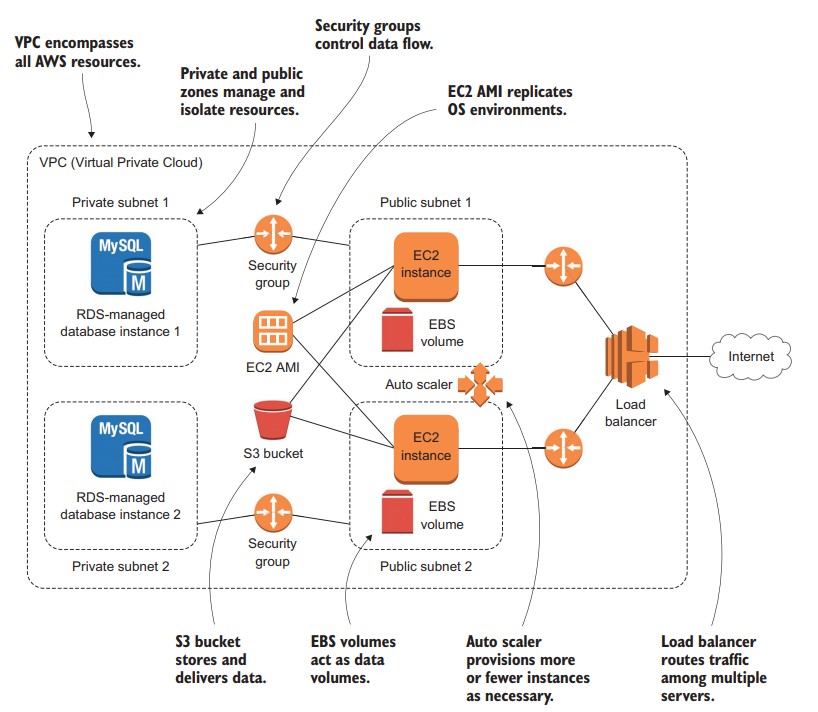 Security groups
control data flow.
VPC encompasses
all AWS resources.
Private and public
zones manage and
isolate resources.
EC2 AMI replicates
OS environments.
VPC (Virtual Private Cloud)
Private subnet 1
Public subnet 1
MySQL
M
RDS-managed
database instance 1
Security
group
EC2
instance
EBS
volume
EC2 AMI
Auto scaler
Internet
Load
balancer
MySQL
M
RDS-managed
database instance 2
S3 bucket
EC2
instance
EBS
volume
Security
group
Private subnet 2
Public subnet 2
S3 bucket
stores and
delivers data.
EBS volumes
act as data
volumes.
Auto scaler
provisions more
or fewer instances
as necessary.
Load balancer
routes traffic
among multiple
servers.